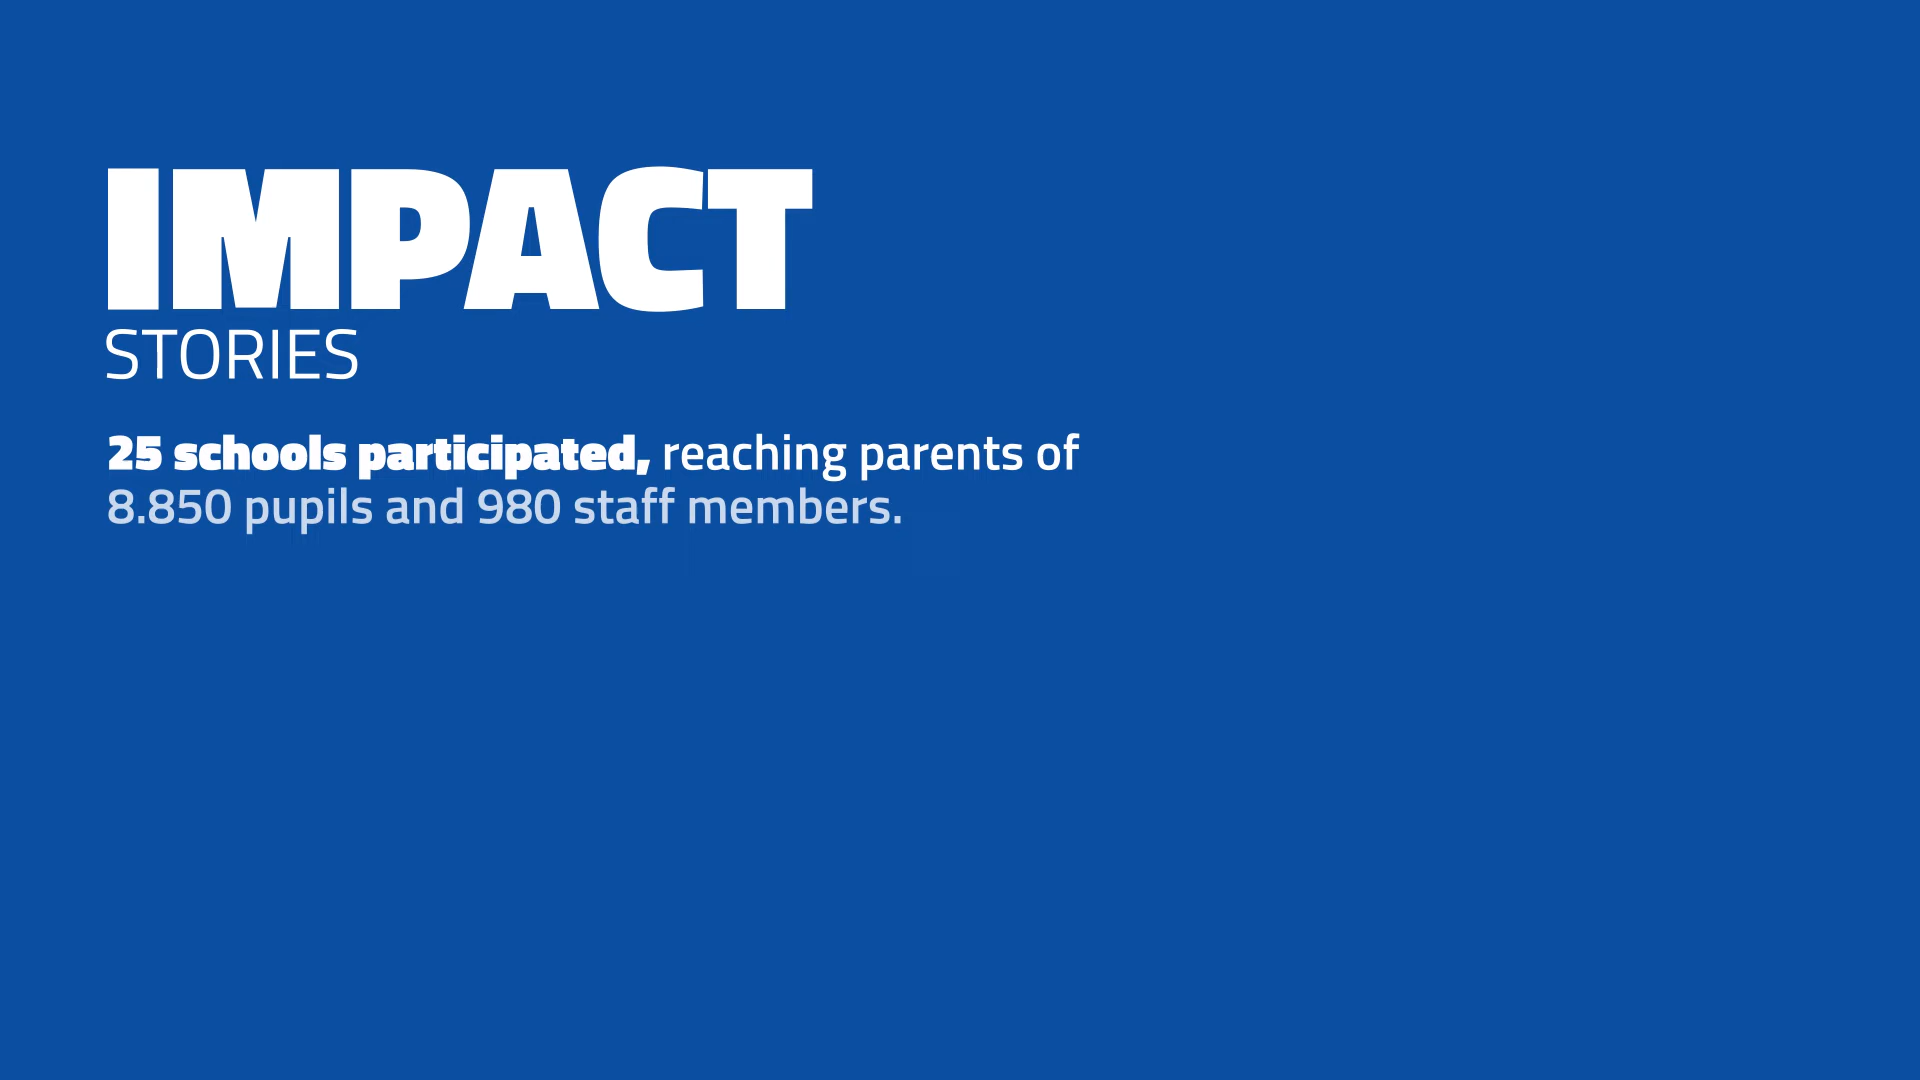 IMPACT
STORIES
25 schools participated, reaching parents of
8.850 pupils and 980 staff members.